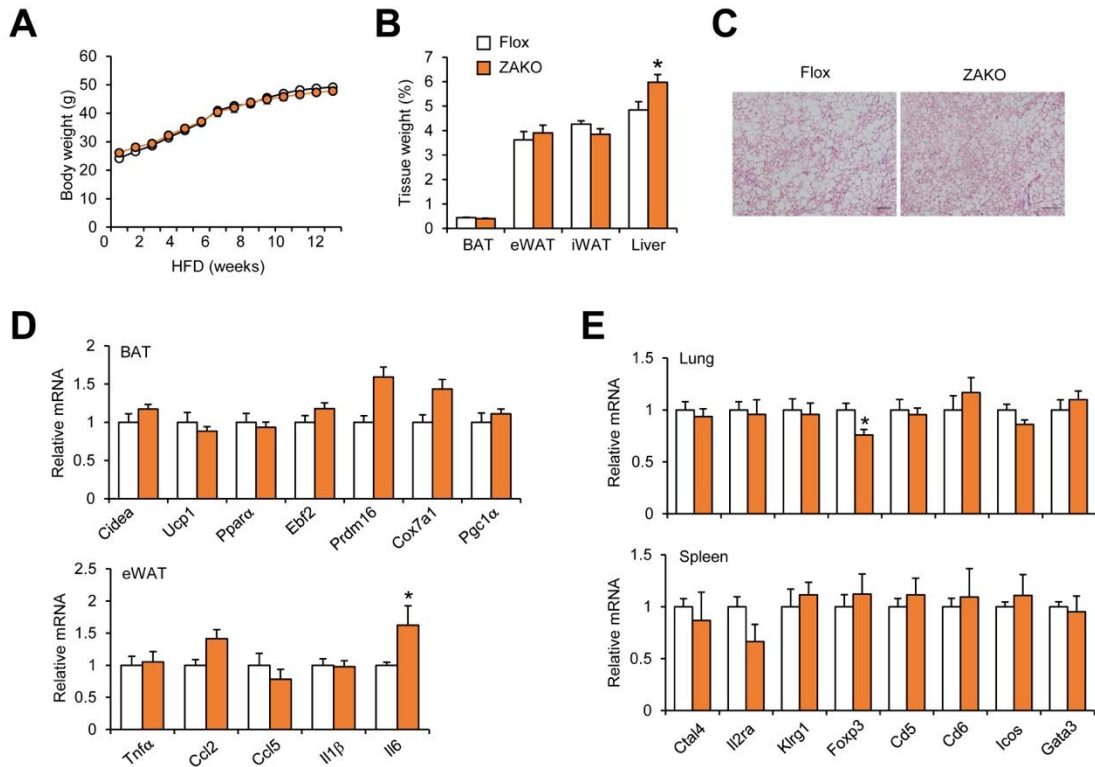 A
60
50
40
30
20
10
0
Body weight (g)
0 2 4 6 8 10 12
HFD (weeks)
B
Flox
ZAKO
7
6
5
4
3
2
1
0
Tissue weight (%)
*
BAT eWAT iWAT Liver
C
Flox ZAKO
D
BAT
2
1.5
1
0.5
0
Relative mRNA
Cidea Ucp1 Pparα Ebf2 Prdm16 Cox7a1 Pgc1α
eWAT
2.5
2
1.5
1
0.5
0
Relative mRNA
*
Tnfα Ccl2 Ccl5 Il1β Il6
E
Lung
1.5
1
0.5
0
Relative mRNA
*
Spleen
1.5
1
0.5
0
Relative mRNA
Ctal4 Il2ra Klrg1 Foxp3 Cd5 Cd6 Icos Gata3